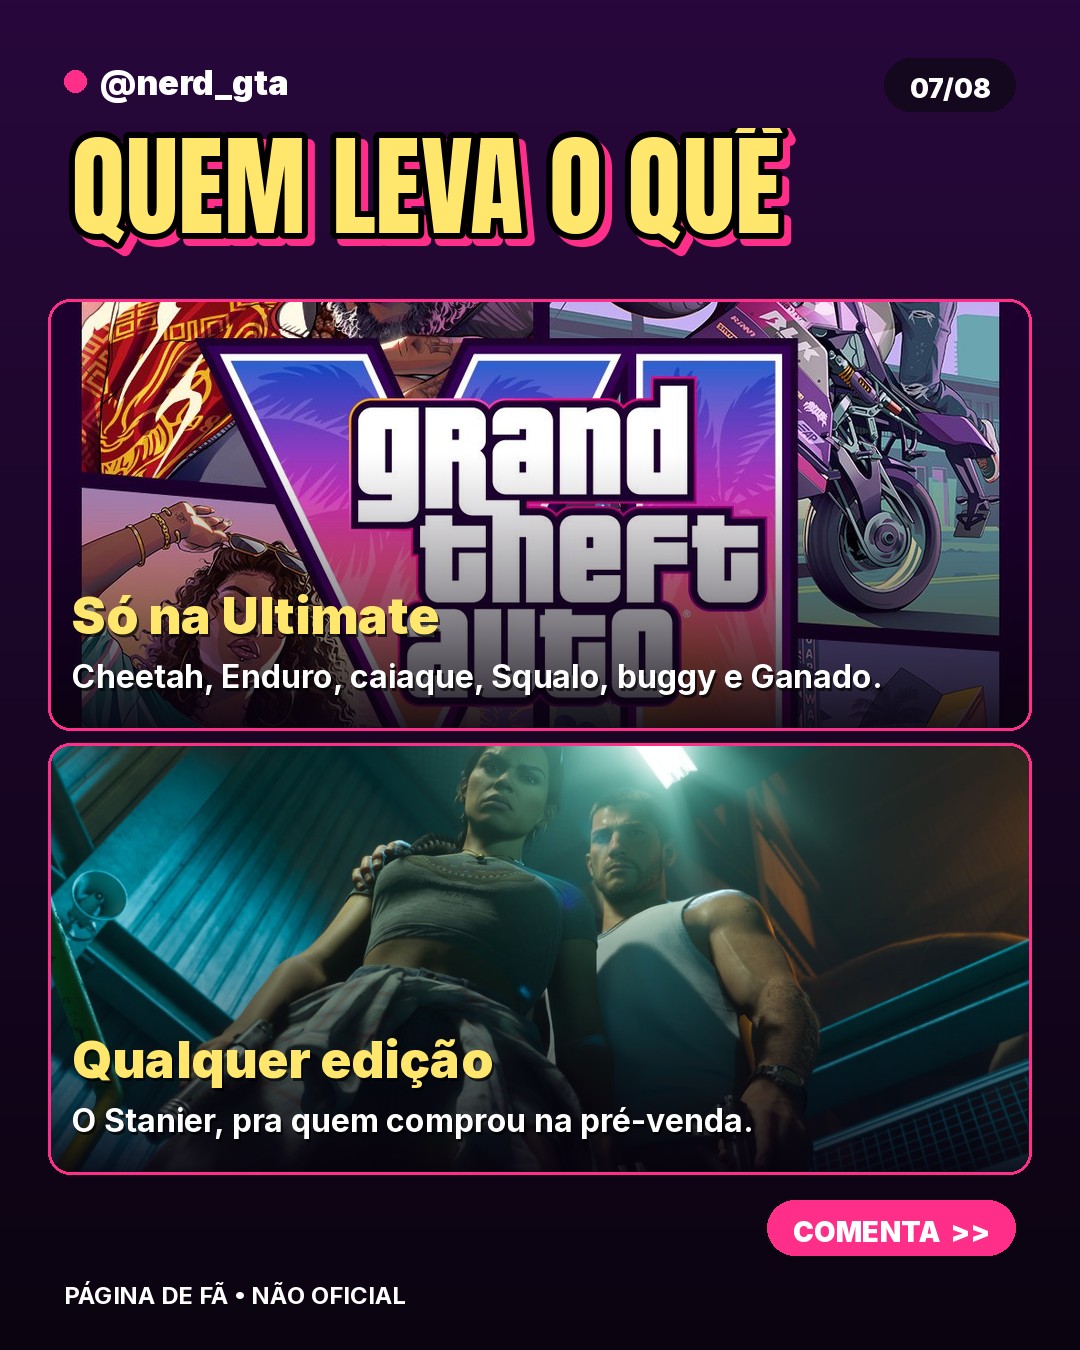 @nerd_gta
07/08
QUEM LEVA O QUÊ
grand
theft
auto
Só na Ultimate
Cheetah, Enduro, caiaque, Squalo, buggy e Ganado.
Qualquer edição
O Stanier, pra quem comprou na pré-venda.
COMENTA >>
PÁGINA DE FÃ • NÃO OFICIAL